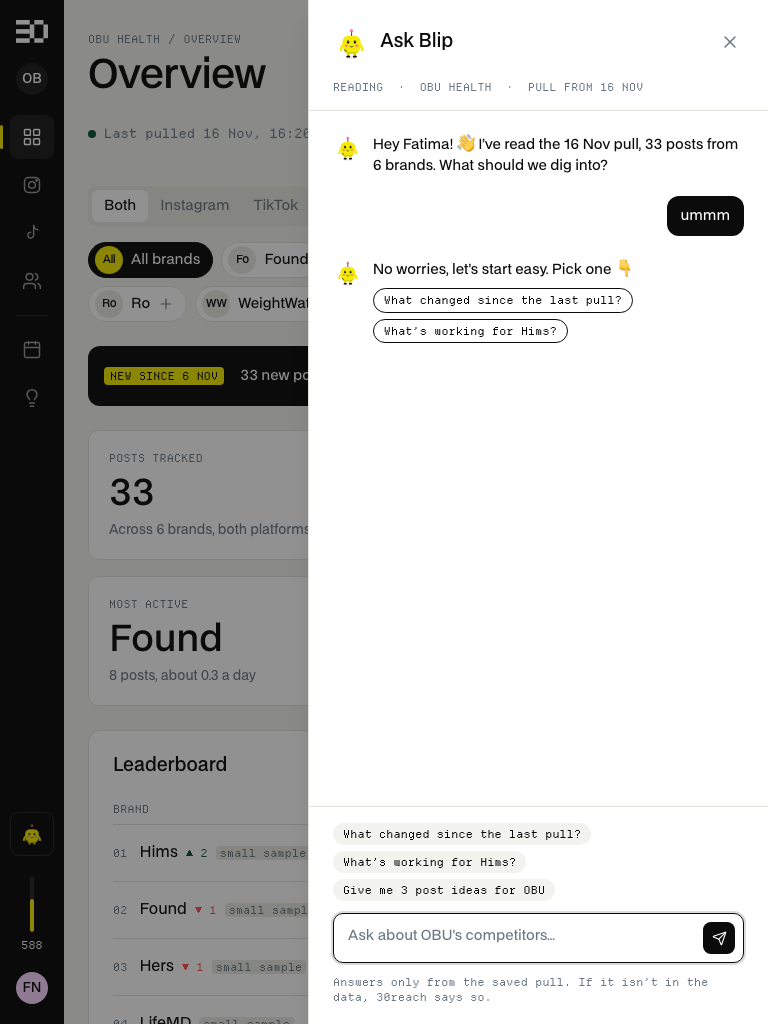 30
OB
OBU HEALTH / OVERVIEW
Overview
Last pulled 16 Nov, 16:20
Both
Instagram
TikTok
All
All brands
Fo
Found
Ro
Ro
WW
NEW SINCE 6 NOV
33 new
POSTS TRACKED
33
Across 6 brands, both platforms
MOST ACTIVE
Found
8 posts, about 0.3 a day
Leaderboard
BRAND
01 Hims ▲ 2 small sample
02 Found ▼ 1 small
03 Hers ▼ 1 small sample
04 LifeMD small sample
588
FN
Ask Blip
READING · OBU HEALTH · PULL FROM 16 NOV
Hey Fatima! 👋 I've read the 16 Nov pull, 33 posts from
6 brands. What should we dig into?
ummm
No worries, let's start easy. Pick one 👇
What changed since the last pull?
What's working for Hims?
What changed since the last pull?
What's working for Hims?
Give me 3 post ideas for OBU
Ask about OBU's competitors…
Answers only from the saved pull. If it isn't in the
data, 30reach says so.